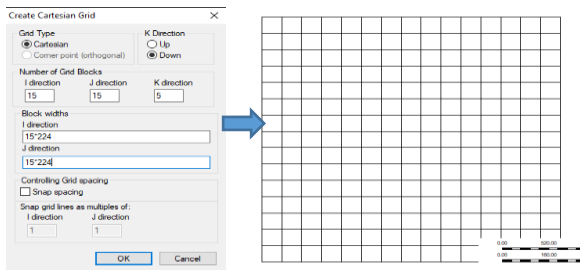 Create Cartesian Grid
Grid Type
Cartesian
Corner point (orthogonal)
K Direction
Up
Down
Number of Grid Blocks
I direction J direction K direction
15 15 5
Block widths
I direction
15*224
J direction
15*224
Controlling Grid spacing
Snap spacing
Snap grid lines as multiples of:
I direction J direction
1 1
OK Cancel
0.00 520.00
0.00 160.00